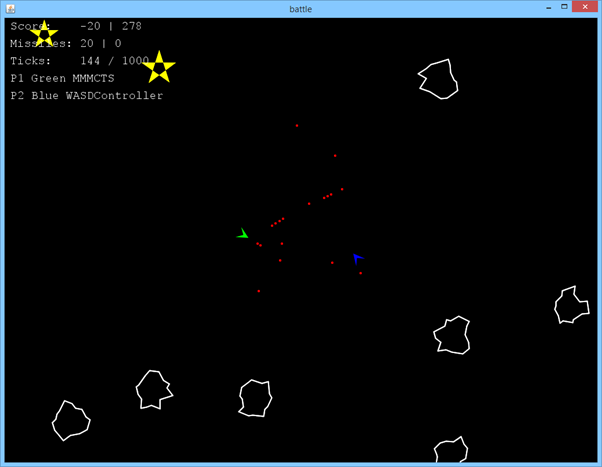 battle
Score: -20 | 278
Missiles: 20 | 0
Ticks: 144 / 1000
P1 Green MMMCTS
P2 Blue WASDController